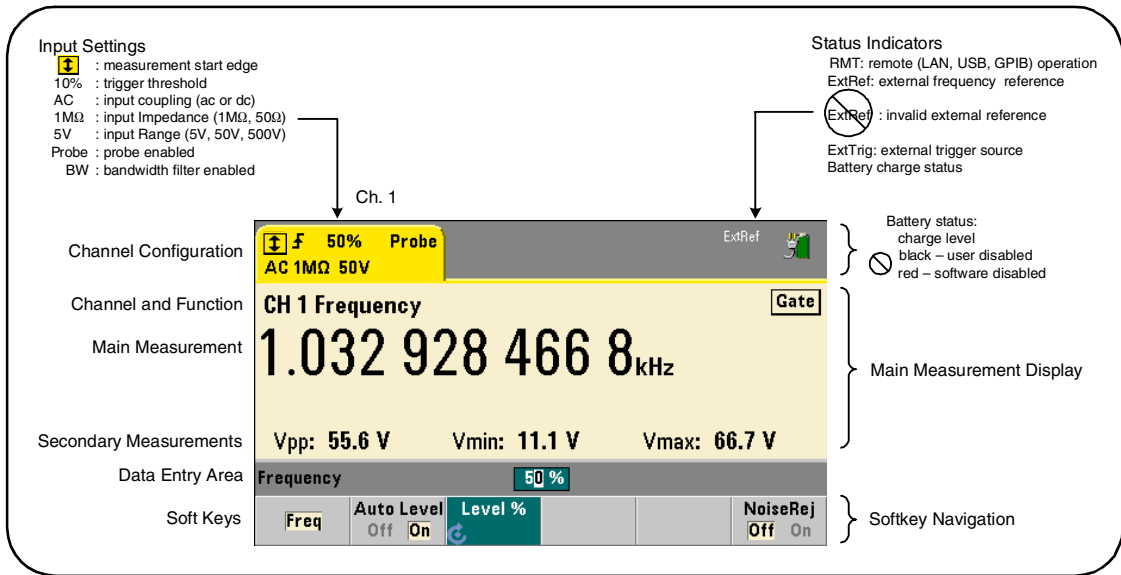 Input Settings
: measurement start edge
10% : trigger threshold
AC : input coupling (ac or dc)
1MΩ : input Impedance (1MΩ, 50Ω)
5V : input Range (5V, 50V, 500V)
Probe : probe enabled
BW : bandwidth filter enabled
Status Indicators
RMT: remote (LAN, USB, GPIB) operation
ExtRef: external frequency reference
ExtRef : invalid external reference
ExtTrig: external trigger source
Battery charge status
Ch. 1
Channel Configuration
50% Probe
AC 1MΩ 50V
ExtRef
Battery status:
charge level
black – user disabled
red – software disabled
Channel and Function
CH 1 Frequency
Gate
Main Measurement
1.032 928 466 8 kHz
Main Measurement Display
Secondary Measurements
Vpp: 55.6 V Vmin: 11.1 V Vmax: 66.7 V
Data Entry Area
Frequency
50 %
Soft Keys
Freq
Auto Level
Off On
Level %
NoiseRej
Off On
Softkey Navigation